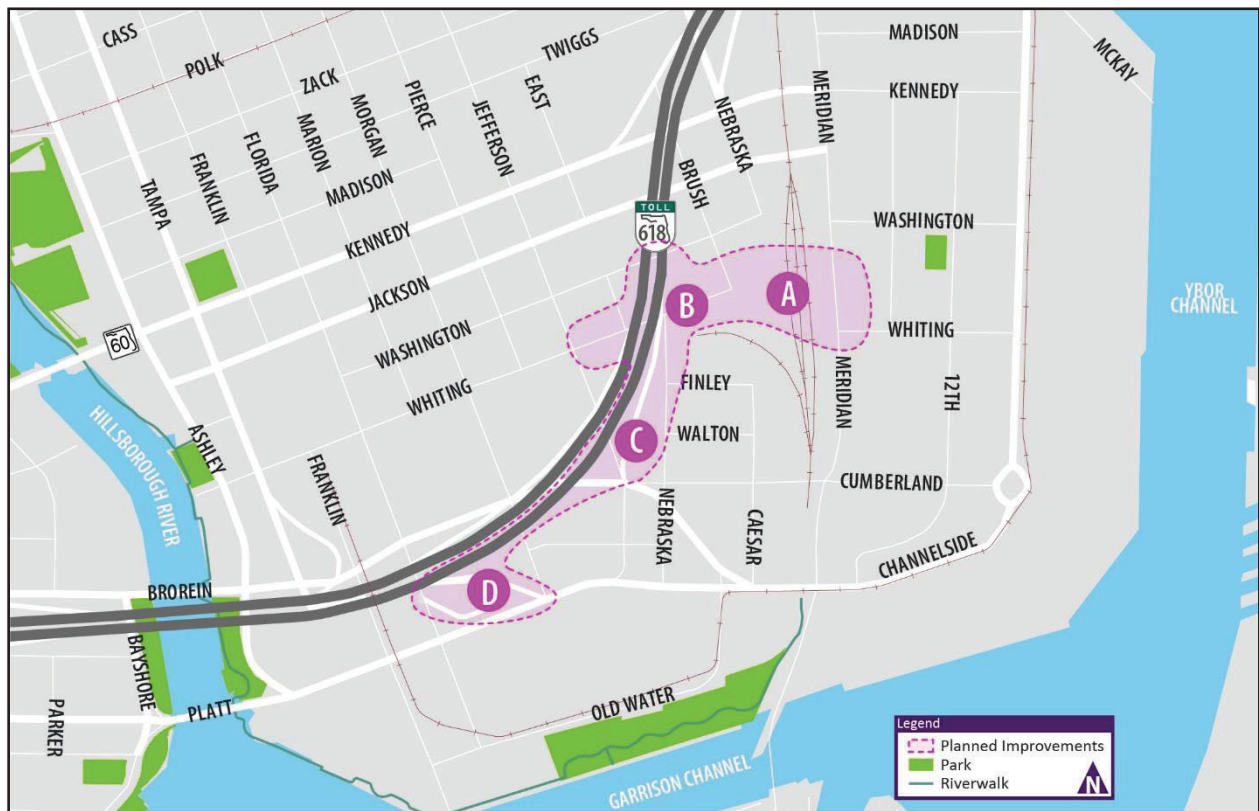 CASS
POLK
ZACK
TWIGGS
MADISON
MCKAY
KENNEDY
TAMPA
FRANKLIN
FLORIDA
MARION
MORGAN
PIERCE
JEFFERSON
EAST
NEBRASKA
MERIDIAN
BRUSH
MADISON
KENNEDY
JACKSON
WASHINGTON
WHITING
TOLL
618
WASHINGTON
A
B
WHITING
YBOR
CHANNEL
60
HILLSBOROUGH RIVER
ASHLEY
FRANKLIN
FINLEY
MERIDIAN
12TH
C
WALTON
CUMBERLAND
NEBRASKA
CAESAR
CHANNELSIDE
D
BROREIN
BAYSHORE
PLATT
PARKER
OLD WATER
GARRISON CHANNEL
Legend
Planned Improvements
Park
Riverwalk
N